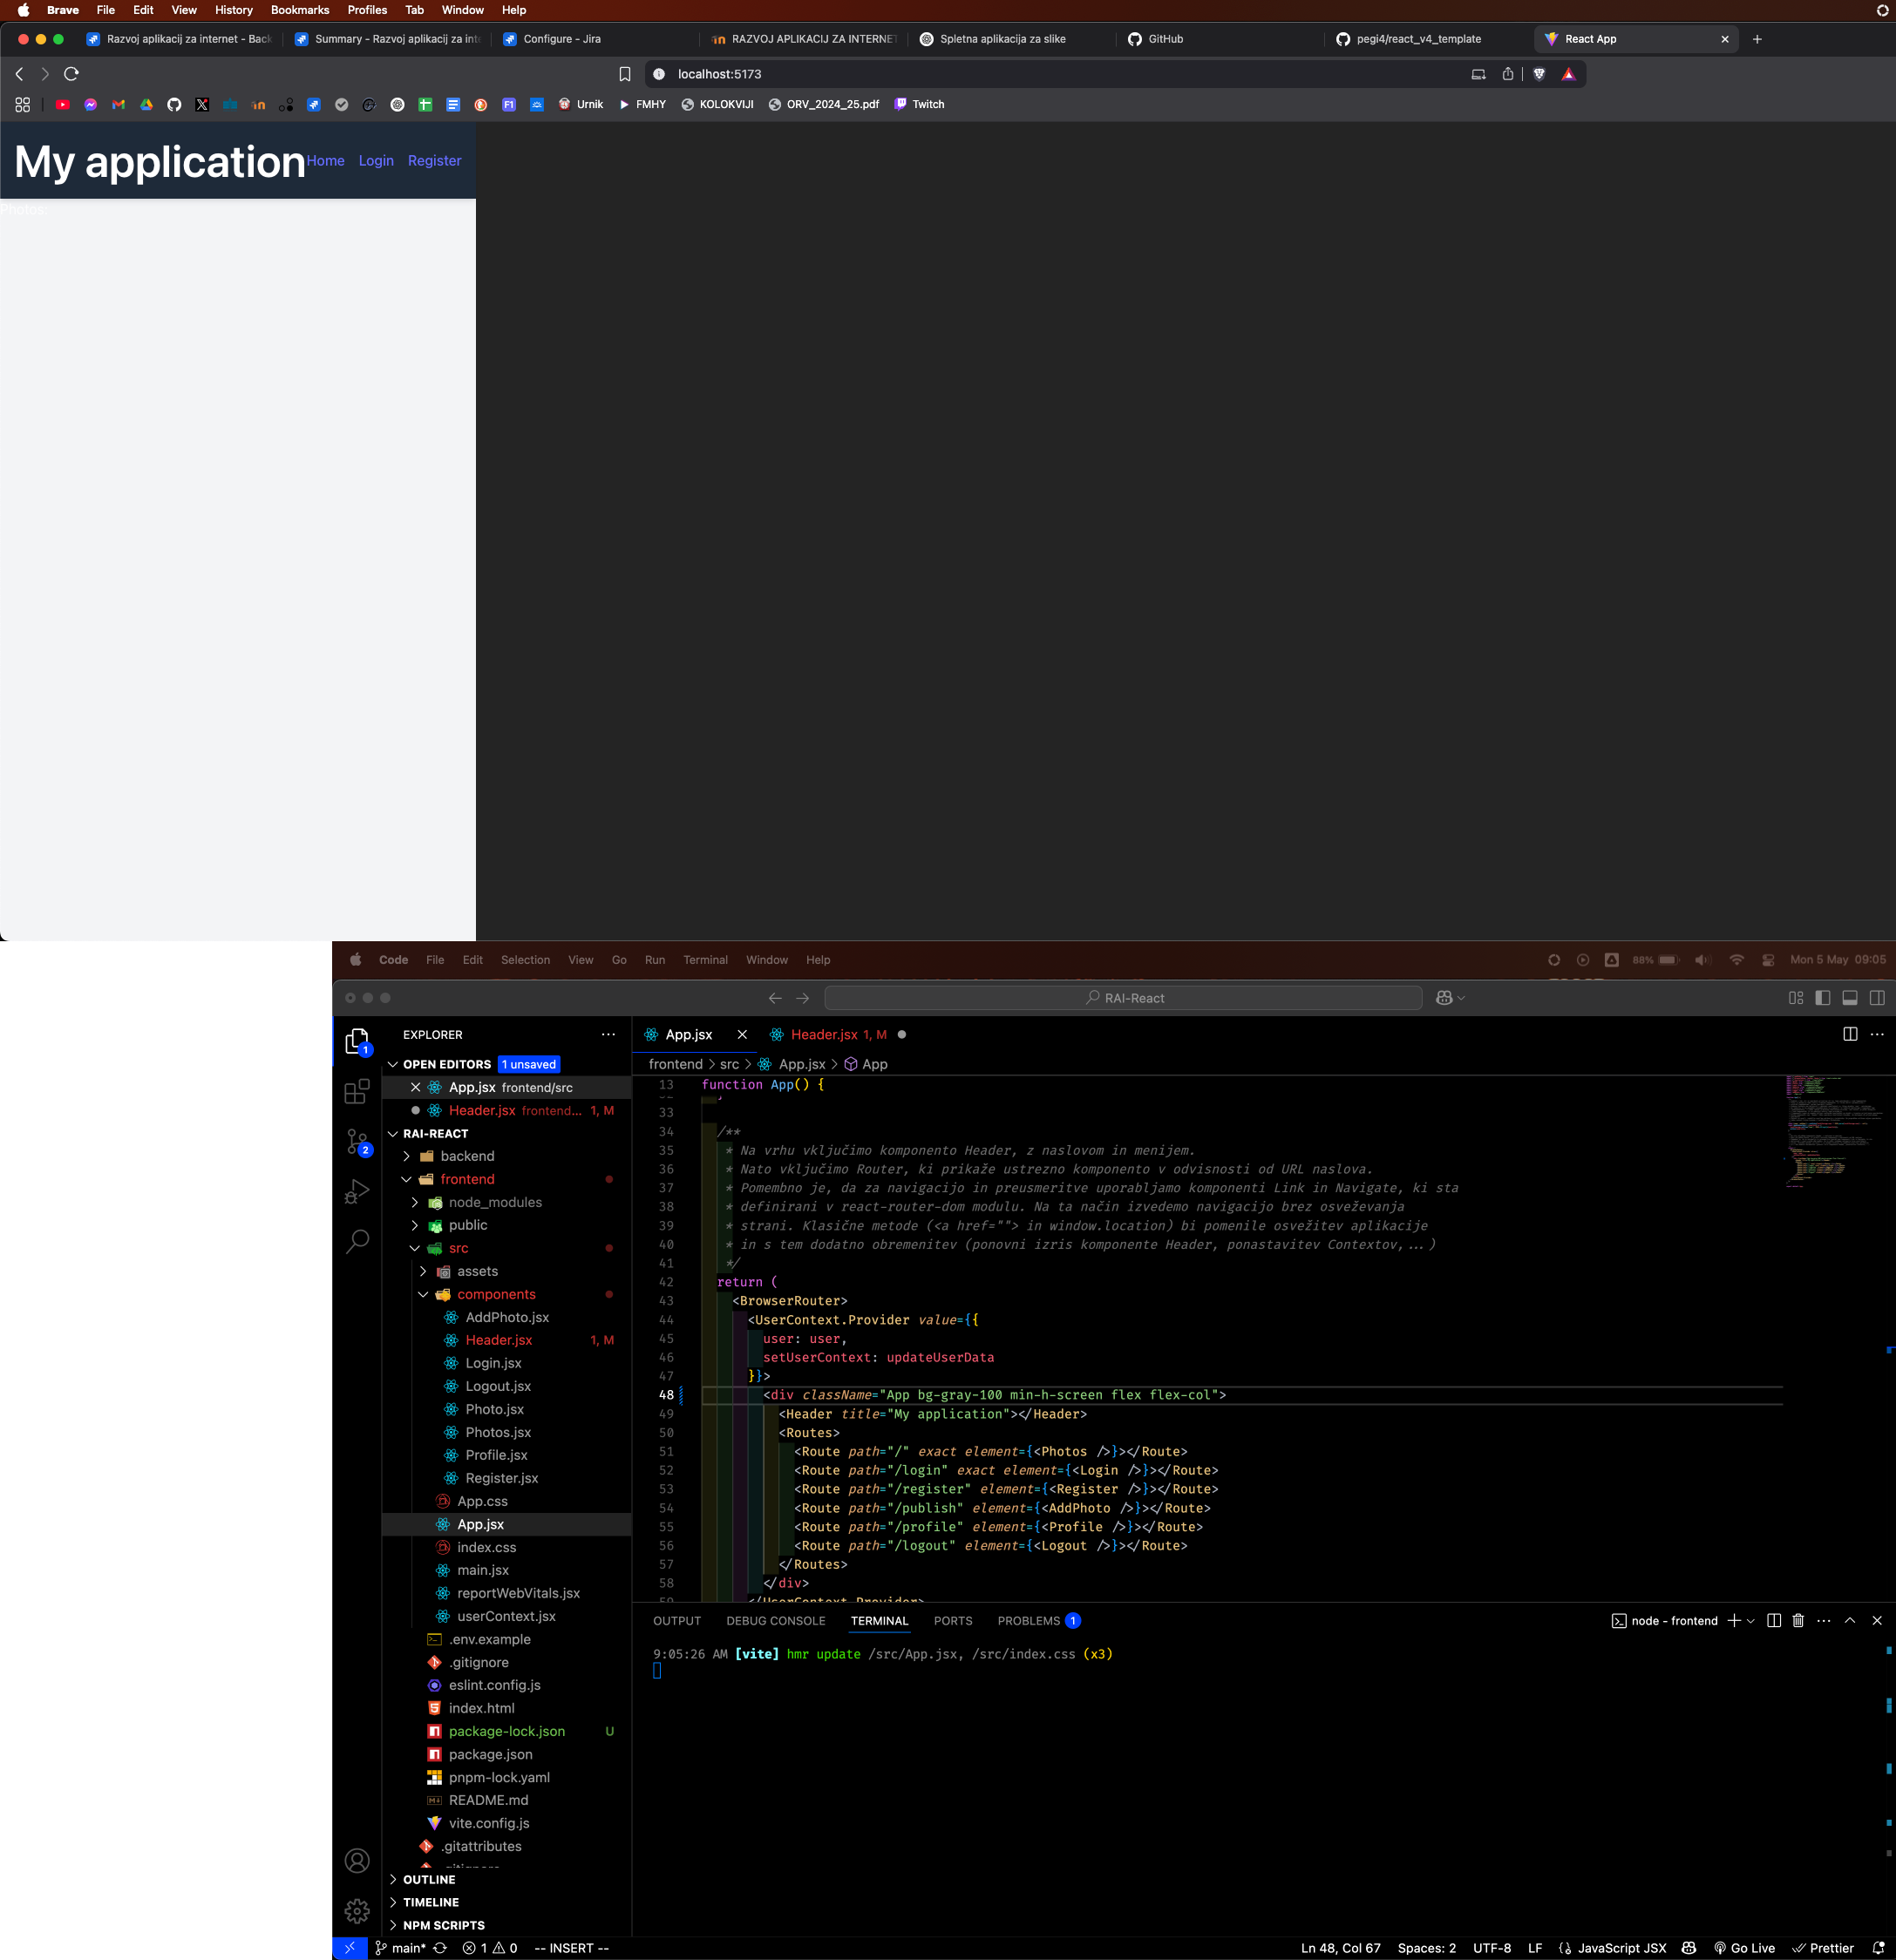 Brave File Edit View History Bookmarks Profiles Tab Window Help
Razvoj aplikacij za internet - Back
Summary - Razvoj aplikacij za inte
Configure - Jira
RAZVOJ APLIKACIJ ZA INTERNET
Spletna aplikacija za slike
GitHub
pegi4/react_v4_template
React App
localhost:5173
Urnik FMHY KOLOKVIJI ORV_2024_25.pdf Twitch
My application
Home Login Register
Photos:
Code File Edit Selection View Go Run Terminal Window Help
88% Mon 5 May 09:05
RAI-React
EXPLORER
OPEN EDITORS 1 unsaved
App.jsx frontend/src
Header.jsx frontend... 1, M
RAI-REACT
backend
frontend
node_modules
public
src
assets
components
AddPhoto.jsx
Header.jsx 1, M
Login.jsx
Logout.jsx
Photo.jsx
Photos.jsx
Profile.jsx
Register.jsx
App.css
App.jsx
index.css
main.jsx
reportWebVitals.jsx
userContext.jsx
.env.example
.gitignore
eslint.config.js
index.html
package-lock.json U
package.json
pnpm-lock.yaml
README.md
vite.config.js
.gitattributes
.gitignore
OUTLINE
TIMELINE
NPM SCRIPTS
App.jsx
Header.jsx 1, M
frontend > src > App.jsx > App
13 function App() {
33
34 /**
35 * Na vrhu vključimo komponento Header, z naslovom in menijem.
36 * Nato vključimo Router, ki prikaže ustrezno komponento v odvisnosti od URL naslova.
37 * Pomembno je, da za navigacijo in preusmeritve uporabljamo komponenti Link in Navigate, ki sta
38 * definirani v react-router-dom modulu. Na ta način izvedemo navigacijo brez osveževanja
39 * strani. Klasične metode (<a href=""> in window.location) bi pomenile osvežitev aplikacije
40 * in s tem dodatno obremenitev (ponovni izris komponente Header, ponastavitev Contextov,...)
41 */
42 return (
43 <BrowserRouter>
44 <UserContext.Provider value={{
45 user: user,
46 setUserContext: updateUserData
47 }}>
48 <div className="App bg-gray-100 min-h-screen flex flex-col">
49 <Header title="My application"></Header>
50 <Routes>
51 <Route path="/" exact element={<Photos />}></Route>
52 <Route path="/login" exact element={<Login />}></Route>
53 <Route path="/register" element={<Register />}></Route>
54 <Route path="/publish" element={<AddPhoto />}></Route>
55 <Route path="/profile" element={<Profile />}></Route>
56 <Route path="/logout" element={<Logout />}></Route>
57 </Routes>
58 </div>
59 </UserContext.Provider>
OUTPUT DEBUG CONSOLE TERMINAL PORTS PROBLEMS 1
node - frontend
9:05:26 AM [vite] hmr update /src/App.jsx, /src/index.css (x3)
main* 1 0 -- INSERT --
Ln 48, Col 67 Spaces: 2 UTF-8 LF JavaScript JSX Go Live Prettier